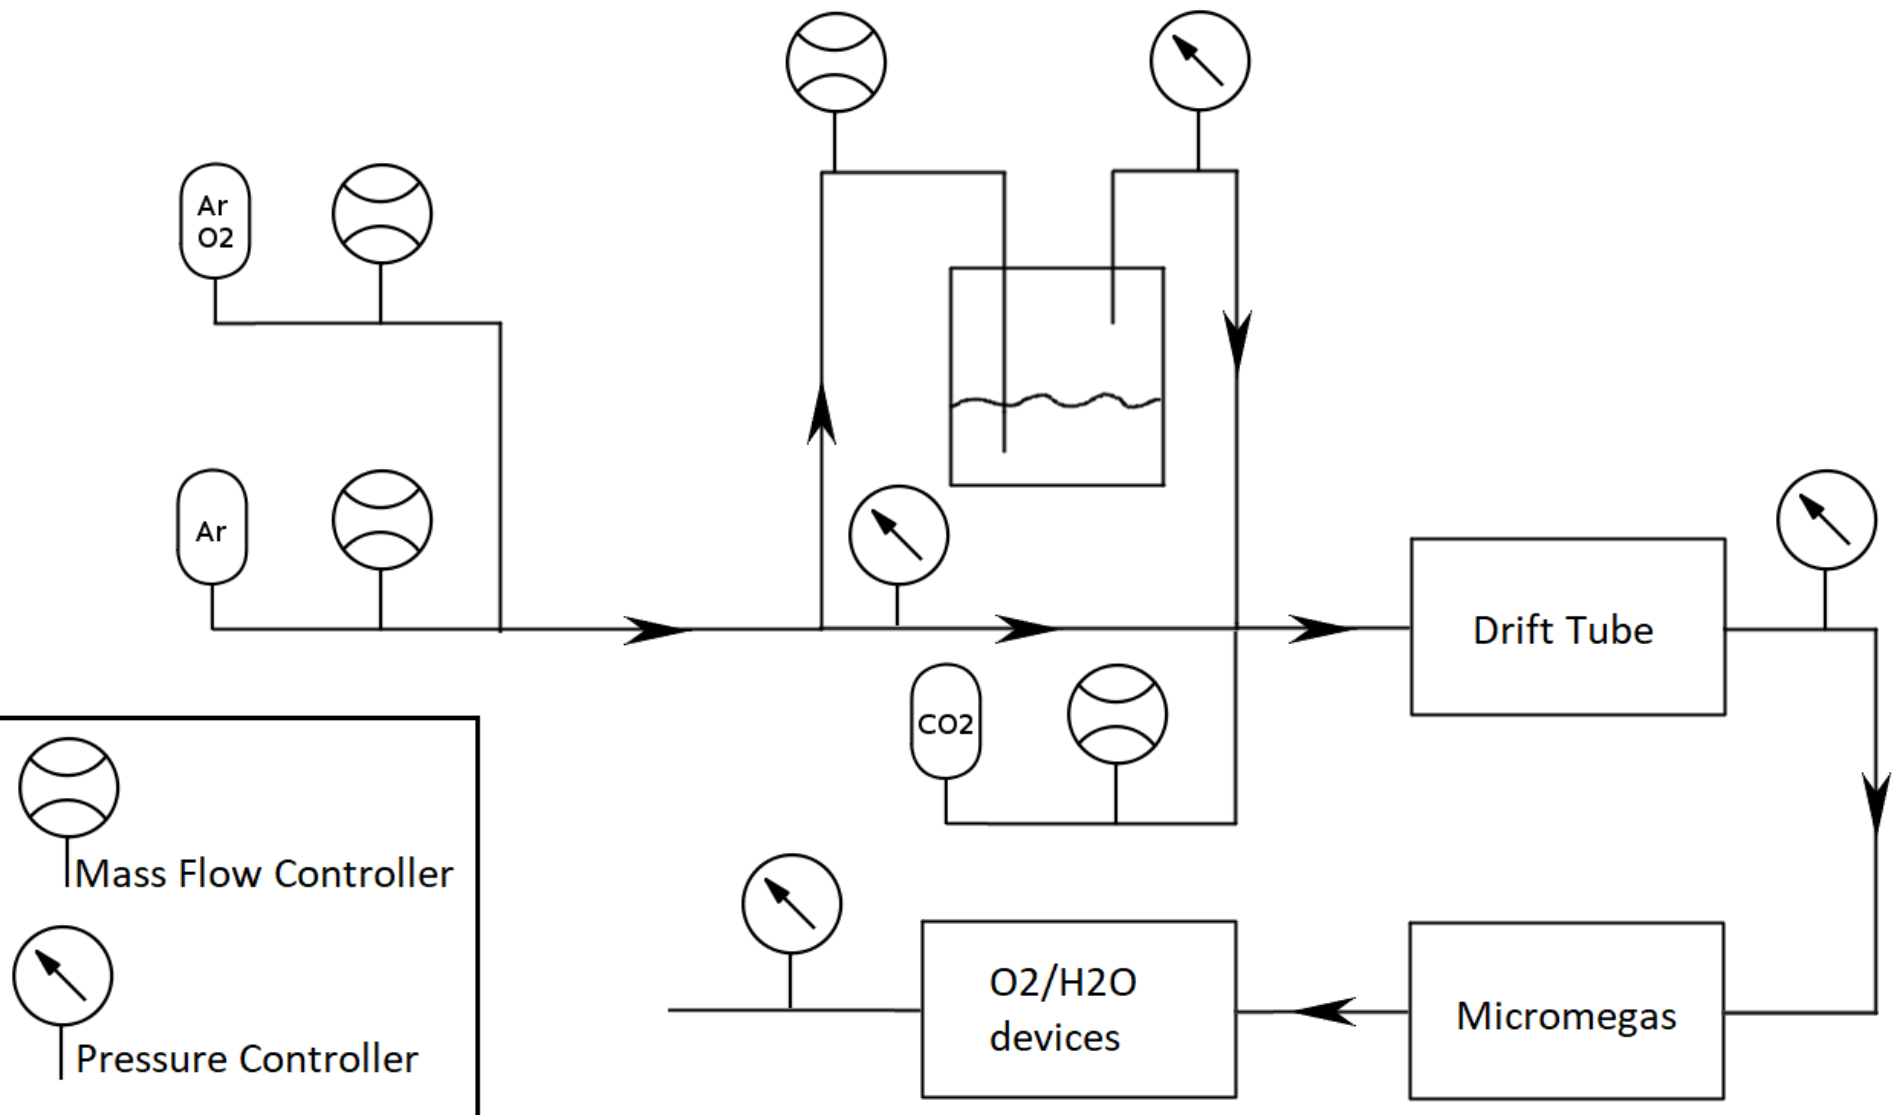 Ar
O2
Ar
Drift Tube
CO2
Mass Flow Controller
O2/H2O
devices
Micromegas
Pressure Controller